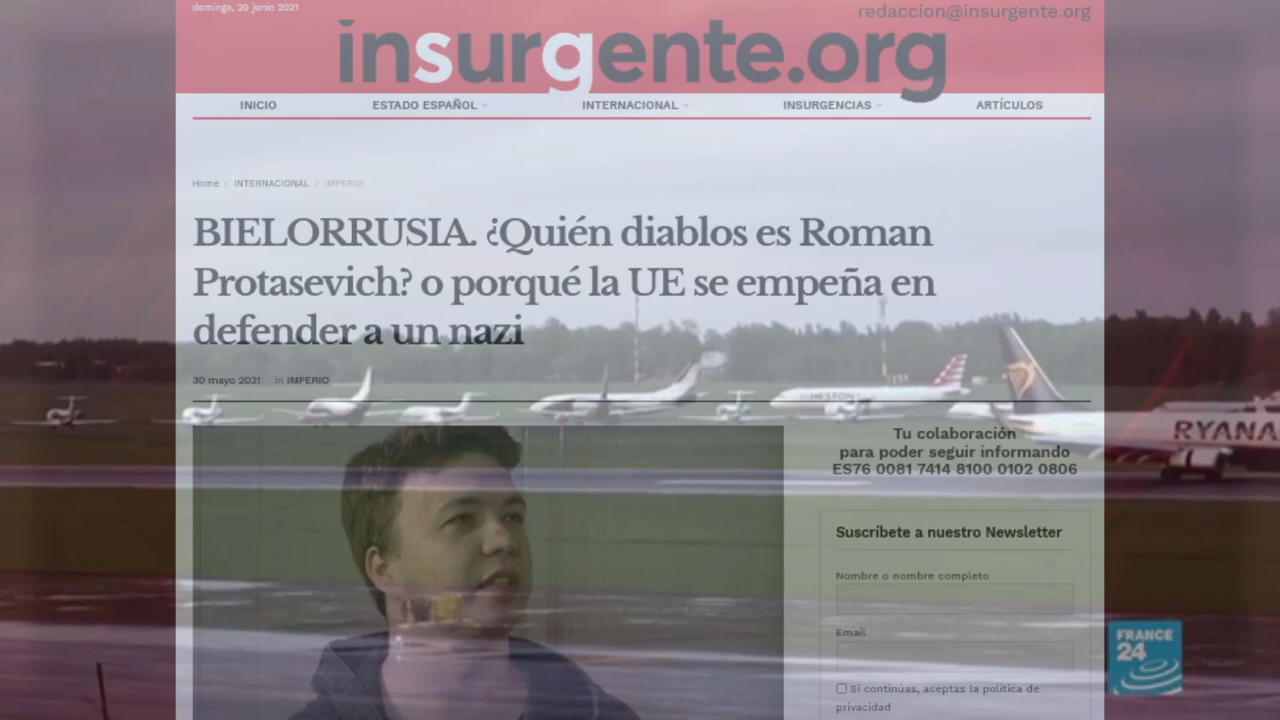 domingo, 20 junio 2021
redaccion@insurgente.org
insurgente.org
INICIO
ESTADO ESPAÑOL
INTERNACIONAL
INSURGENCIAS
ARTÍCULOS
Home > INTERNACIONAL > IMPERIO
BIELORRUSIA. ¿Quién diablos es Roman
Protasevich? o porqué la UE se empeña en
defender a un nazi
30 mayo 2021 in IMPERIO
RYANA
Tu colaboración
para poder seguir informando
ES76 0081 7414 8100 0102 0806
Suscríbete a nuestro Newsletter
Nombre o nombre completo
Email
Si continúas, aceptas la política de
privacidad
FRANCE
24